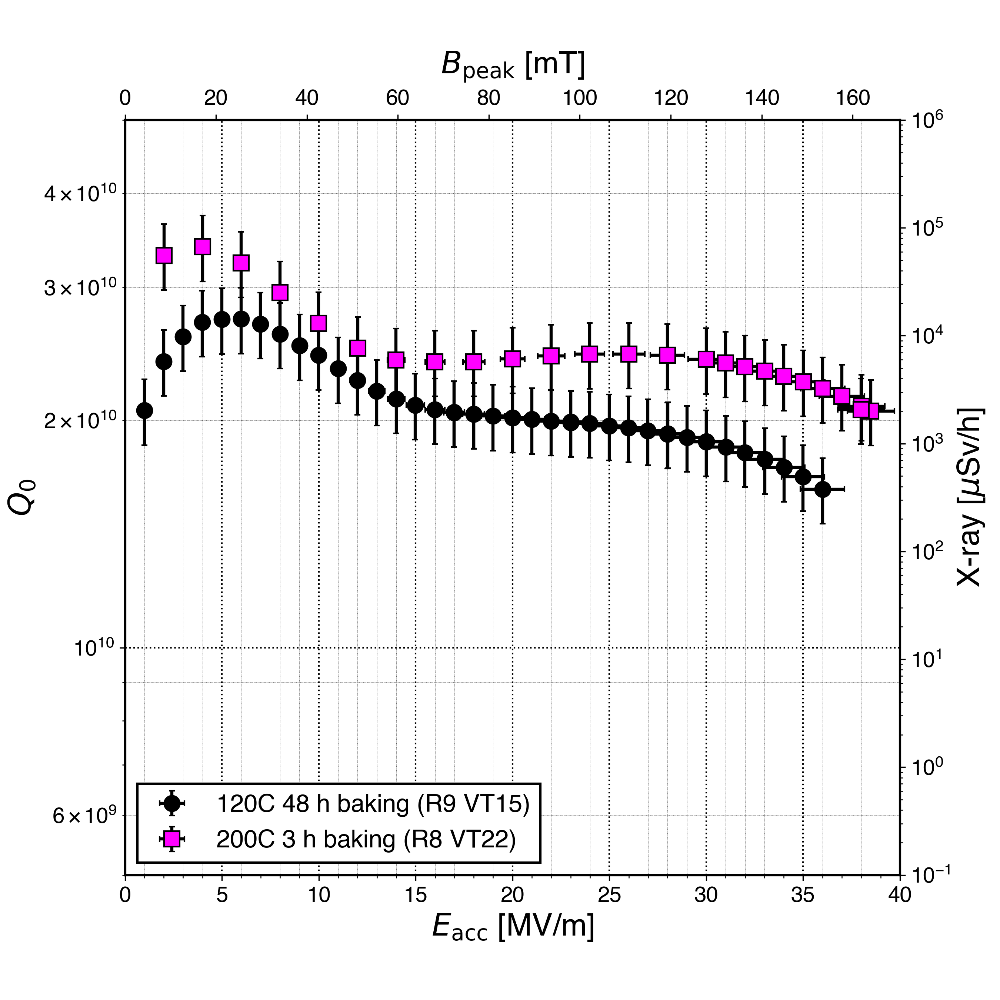 B_peak [mT]
0 20 40 60 80 100 120 140 160
Q_0
4×10^10
3×10^10
2×10^10
10^10
6×10^9
10^6
10^5
10^4
10^3
10^2
10^1
10^0
10^−1
X-ray [μSv/h]
120C 48 h baking (R9 VT15)
200C 3 h baking (R8 VT22)
0 5 10 15 20 25 30 35 40
E_acc [MV/m]